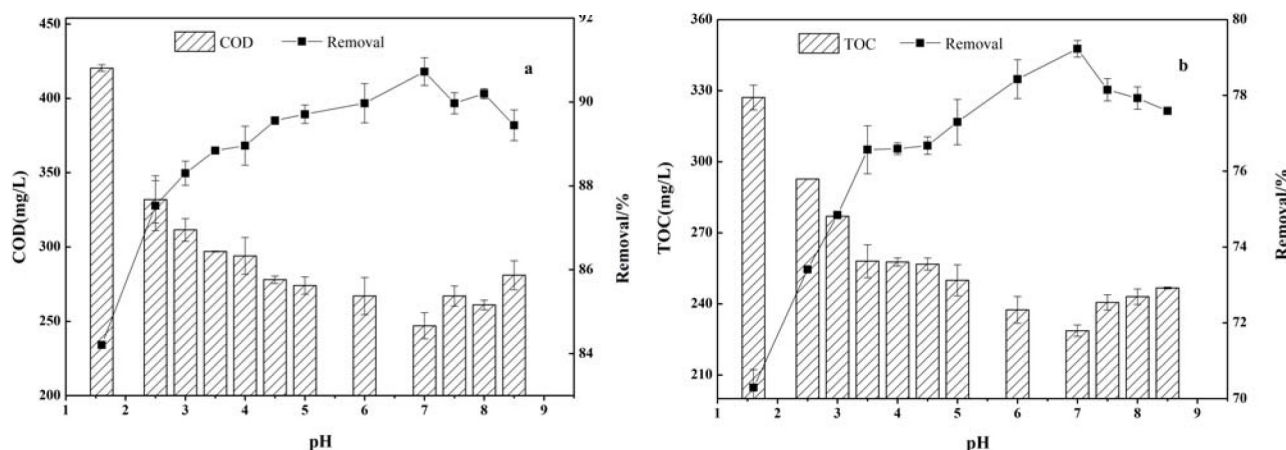 COD
Removal
a
450
400
350
300
250
200
COD(mg/L)
92
90
88
86
84
Removal/%
1 2 3 4 5 6 7 8 9
pH
TOC
Removal
b
360
330
300
260
240
210
TOC(mg/L)
80
78
76
74
72
70
Removal/%
1 2 3 4 5 6 7 8 9
pH